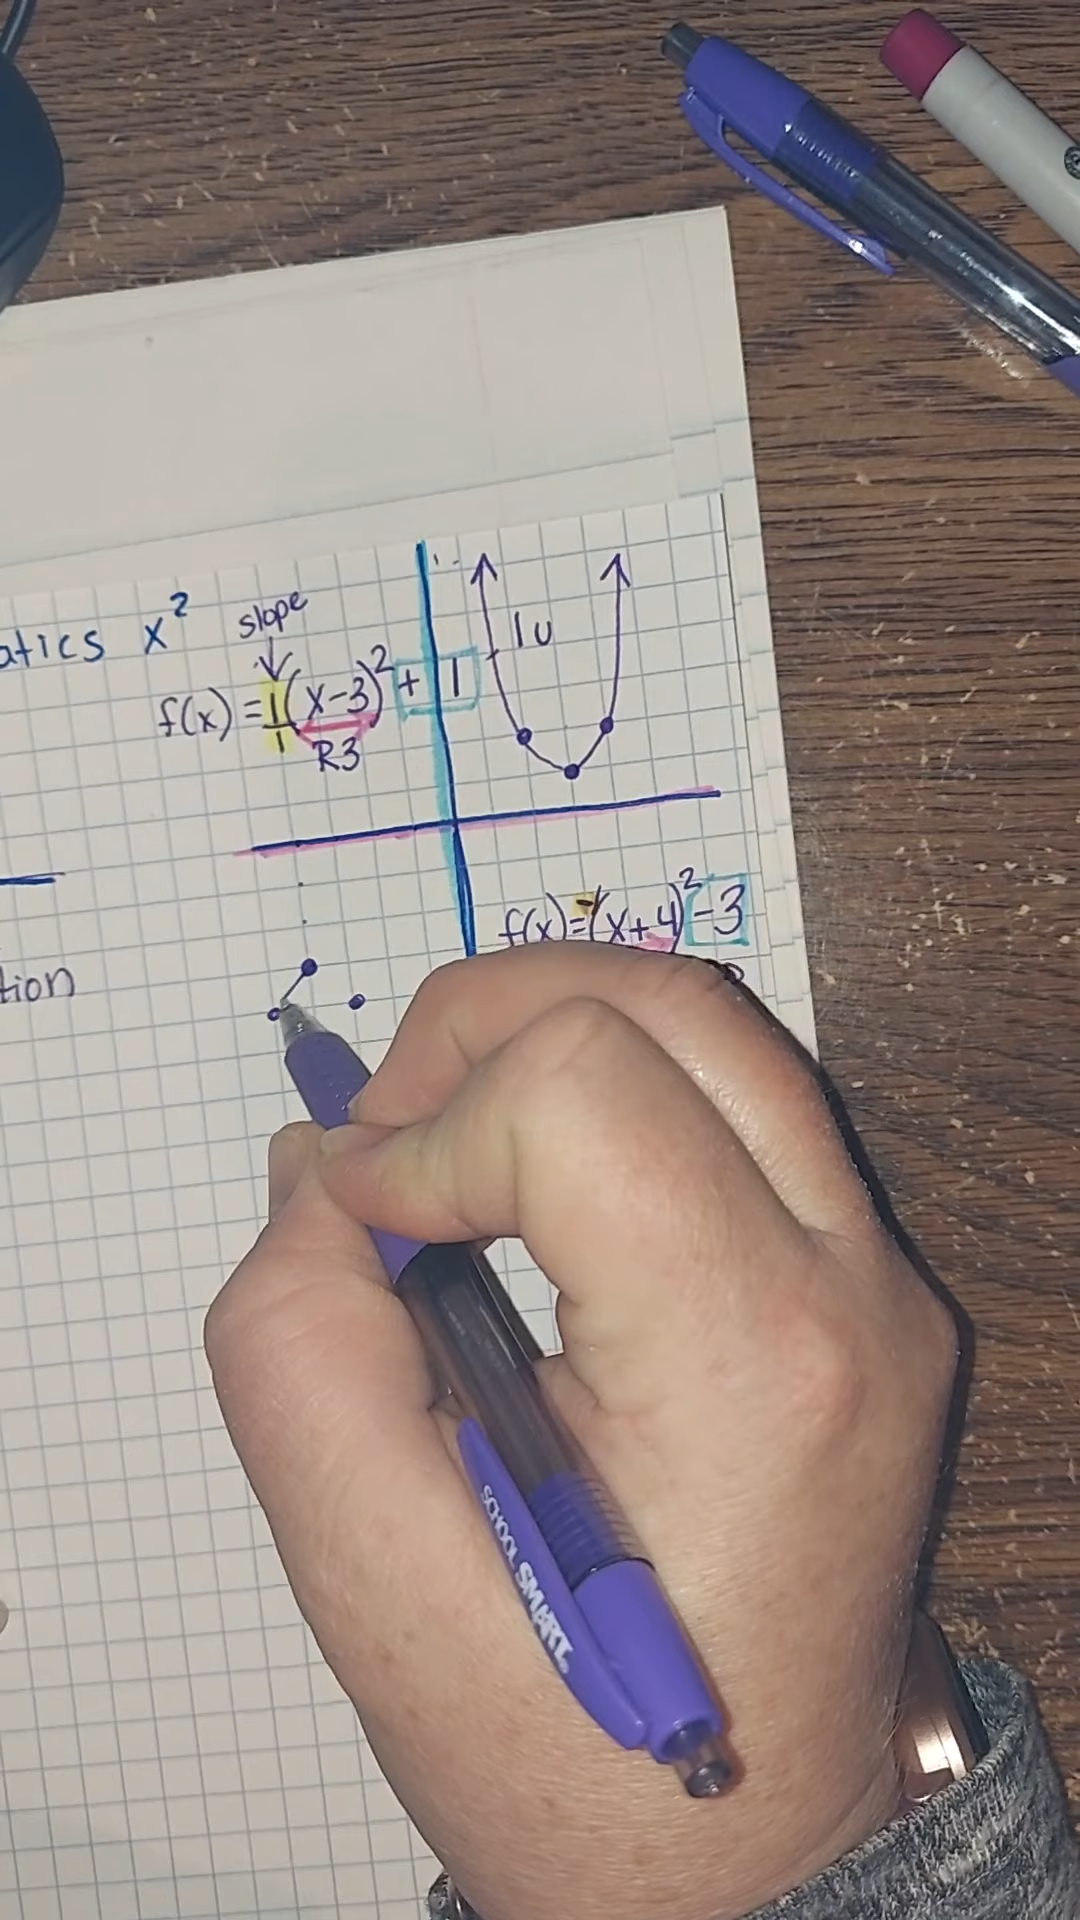 atics x²
slope
f(x) = 1/1 (x-3)² + 1
R3
1U
f(x) = -(x+4)² -3
tion
SCHOOL SMART